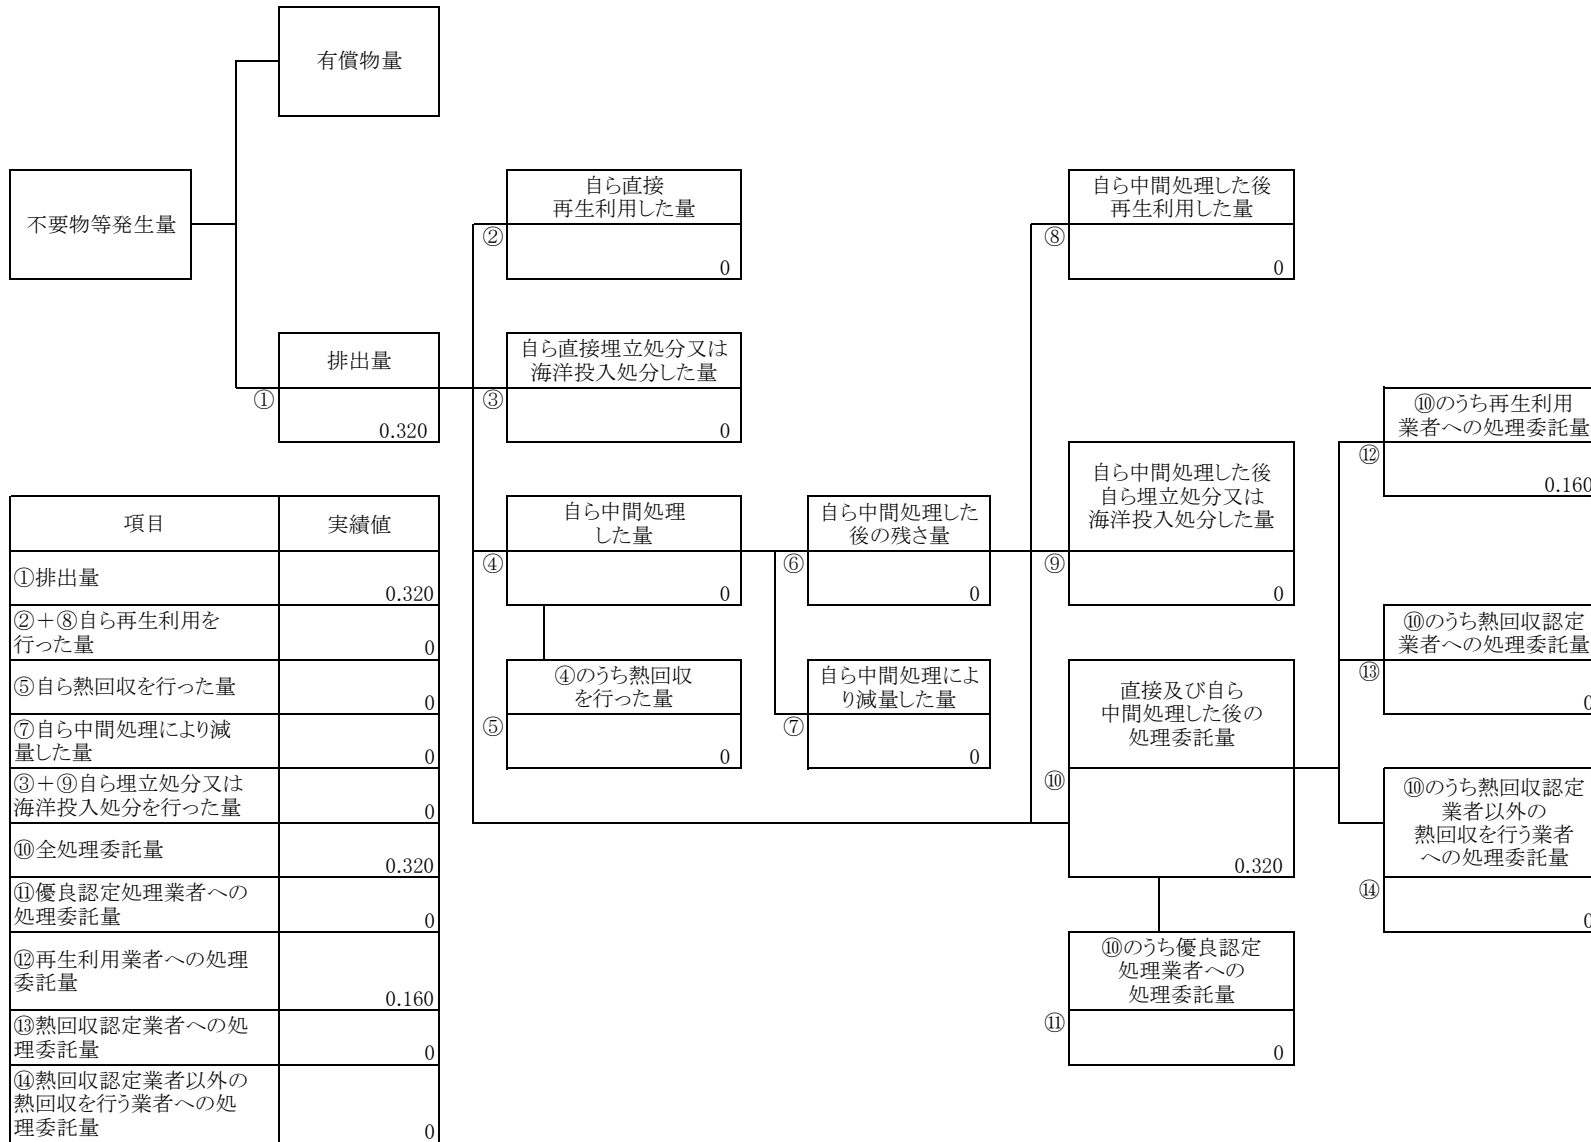 有償物量
不要物等発生量
自ら直接
再生利用した量
②
0
自ら中間処理した後
再生利用した量
⑧
0
排出量
①
0.320
自ら直接埋立処分又は
海洋投入処分した量
③
0
⑩のうち再生利用
業者への処理委託量
⑫
0.160
自ら中間処理
した量
④
0
自ら中間処理した
後の残さ量
⑥
0
自ら中間処理した後
自ら埋立処分又は
海洋投入処分した量
⑨
0
④のうち熱回収
を行った量
⑤
0
自ら中間処理によ
り減量した量
⑦
0
直接及び自ら
中間処理した後の
処理委託量
⑩
0.320
⑩のうち熱回収認定
業者への処理委託量
⑬
0
⑩のうち熱回収認定
業者以外の
熱回収を行う業者
への処理委託量
⑭
0
⑩のうち優良認定
処理業者への
処理委託量
⑪
0
項目 実績値
①排出量
0.320
②+⑧自ら再生利用を
行った量 0
⑤自ら熱回収を行った量
0
⑦自ら中間処理により減
量した量 0
③+⑨自ら埋立処分又は
海洋投入処分を行った量 0
⑩全処理委託量
0.320
⑪優良認定処理業者への
処理委託量 0
⑫再生利用業者への処理
委託量
0.160
⑬熱回収認定業者への処
理委託量 0
⑭熱回収認定業者以外の
熱回収を行う業者への処
理委託量 0